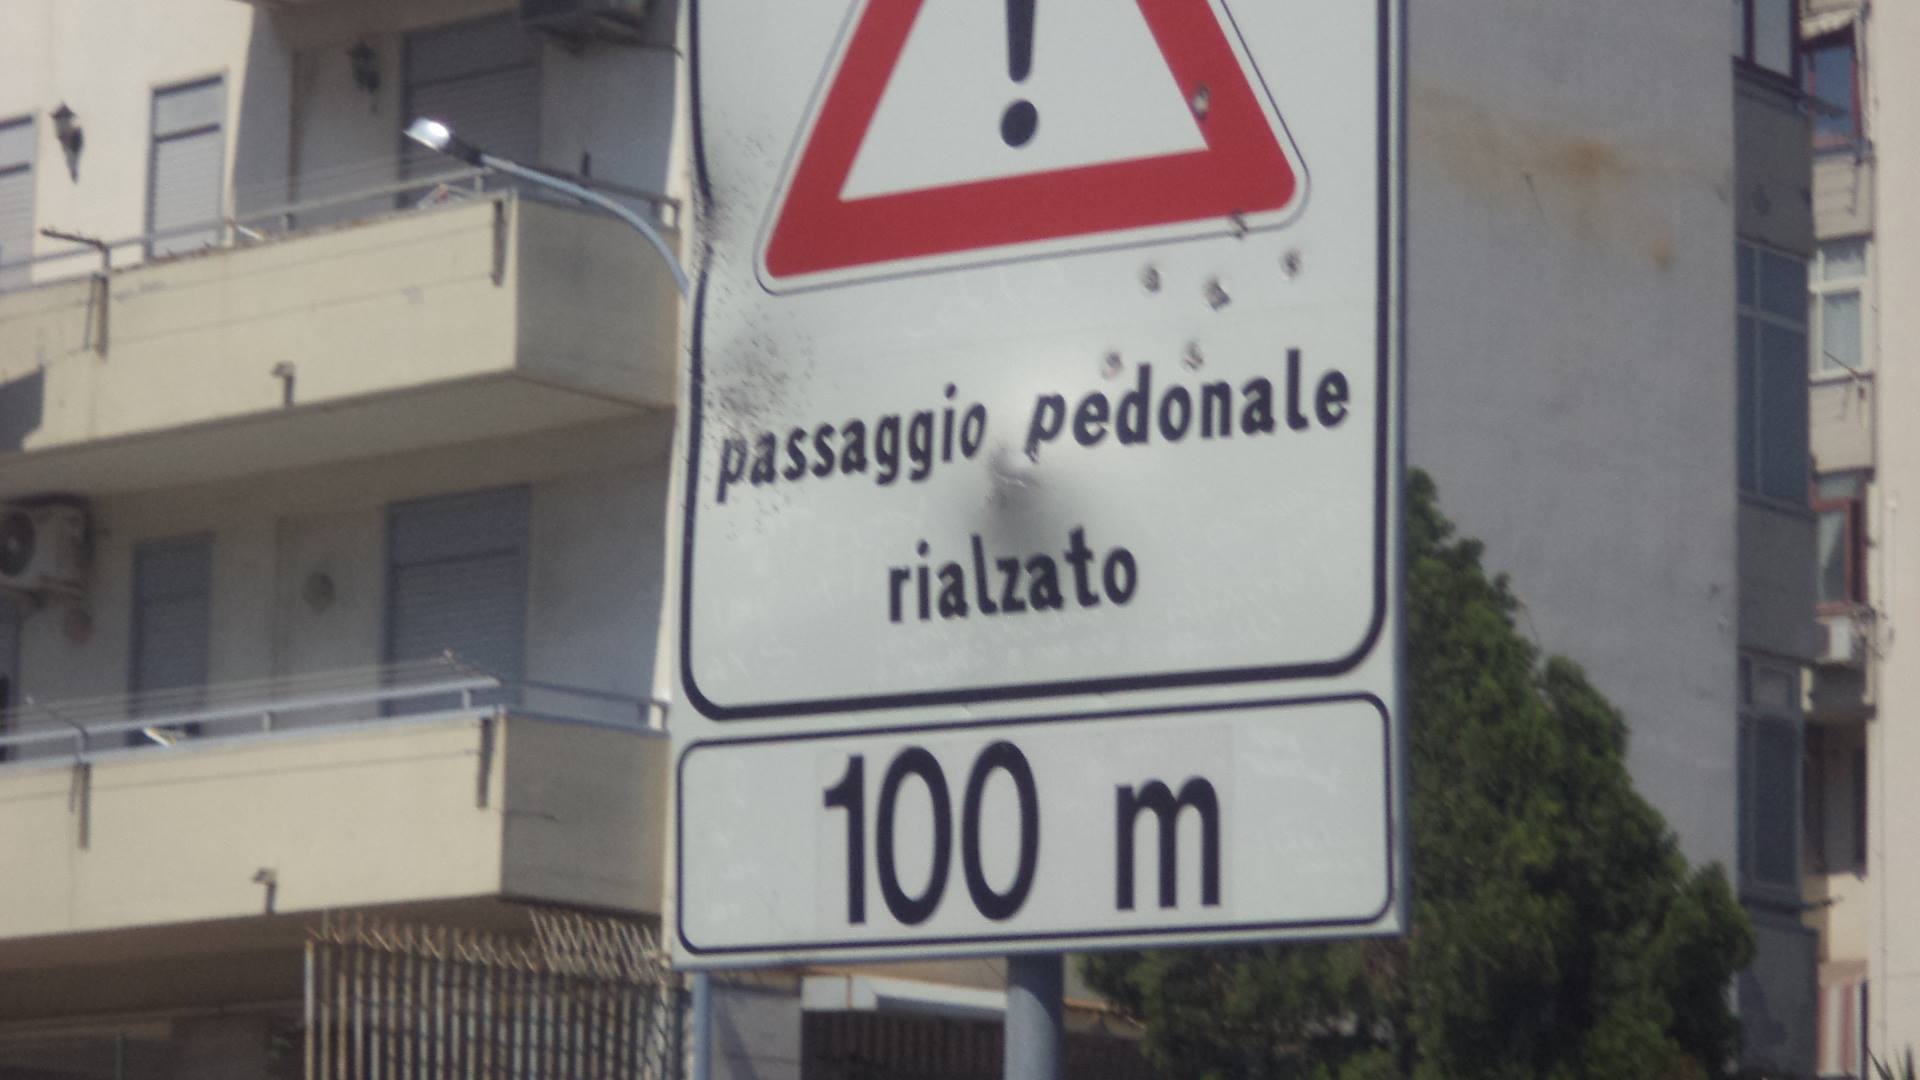 !
passaggio pedonale
rialzato
100 m